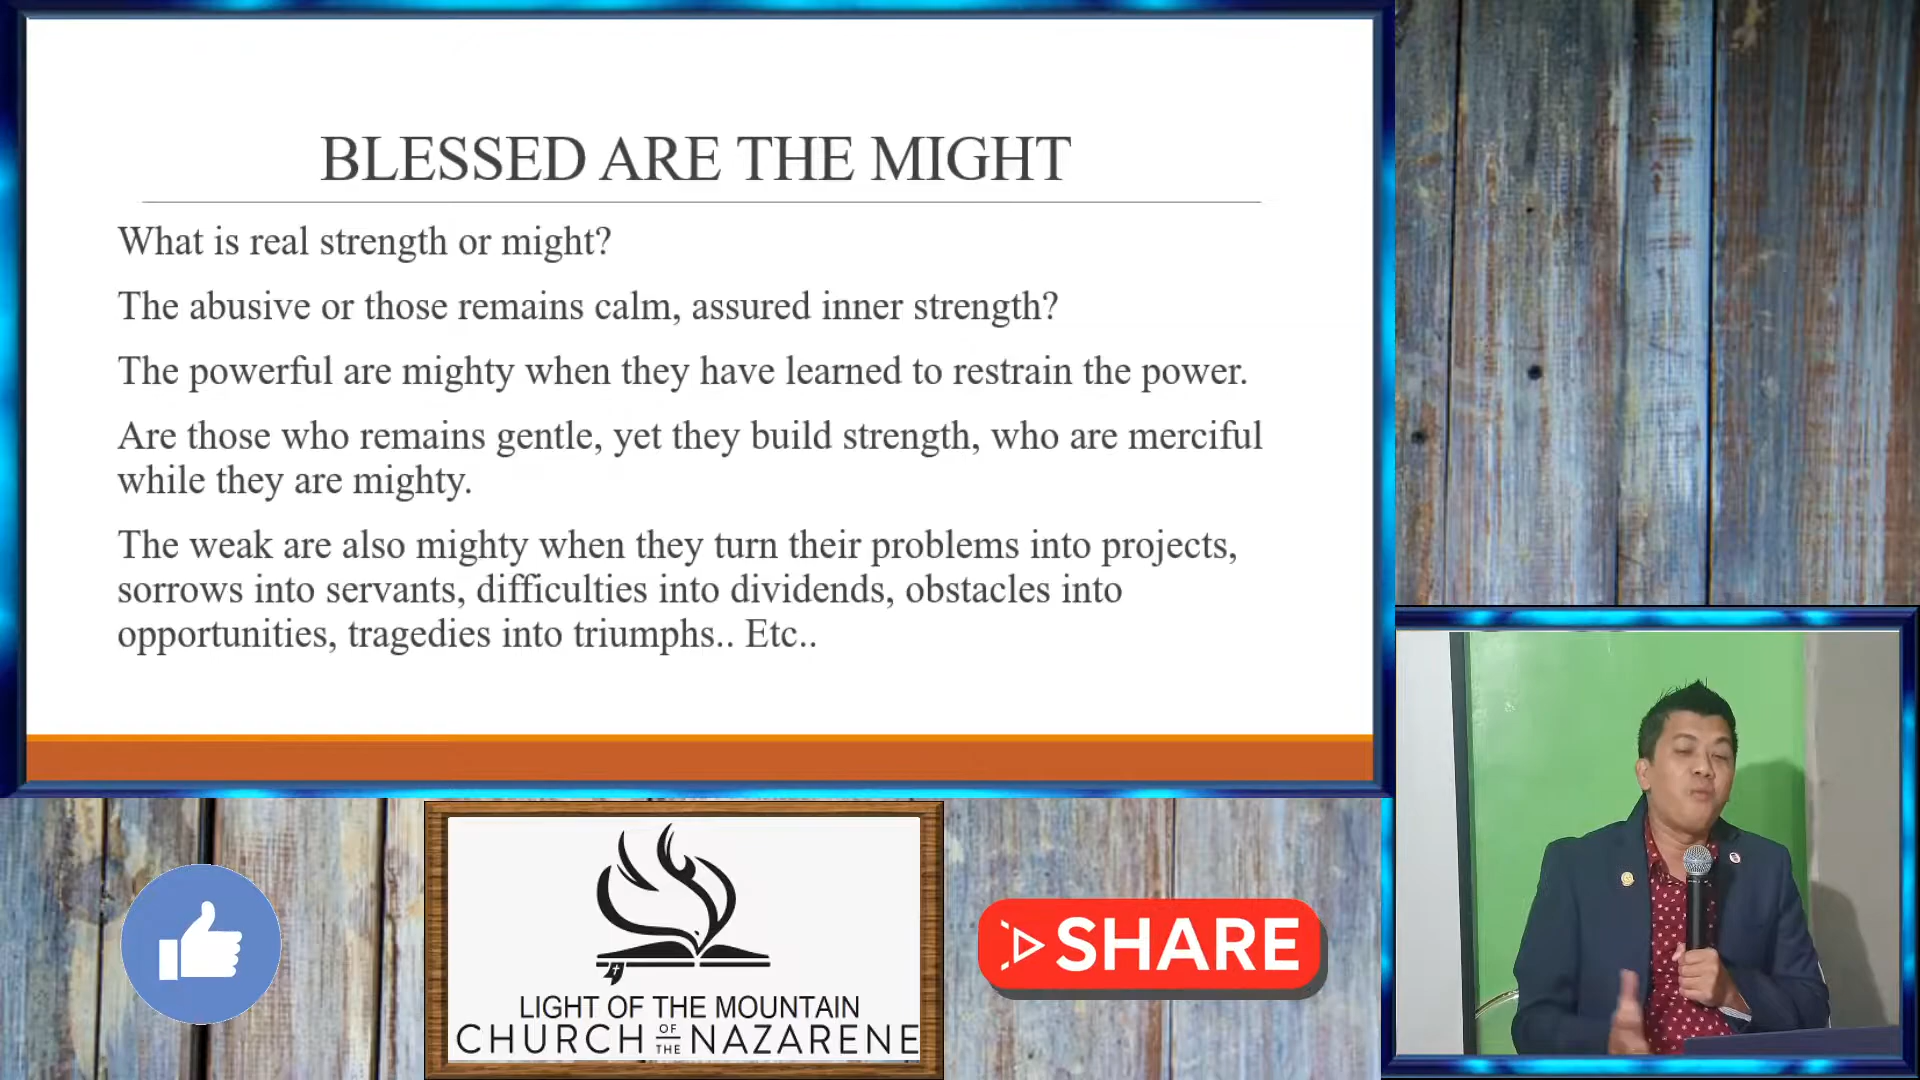 BLESSED ARE THE MIGHT
What is real strength or might?
The abusive or those remains calm, assured inner strength?
The powerful are mighty when they have learned to restrain the power.
Are those who remains gentle, yet they build strength, who are merciful
while they are mighty.
The weak are also mighty when they turn their problems into projects,
sorrows into servants, difficulties into dividends, obstacles into
opportunities, tragedies into triumphs.. Etc..
LIGHT OF THE MOUNTAIN
CHURCH OF THE NAZARENE
SHARE